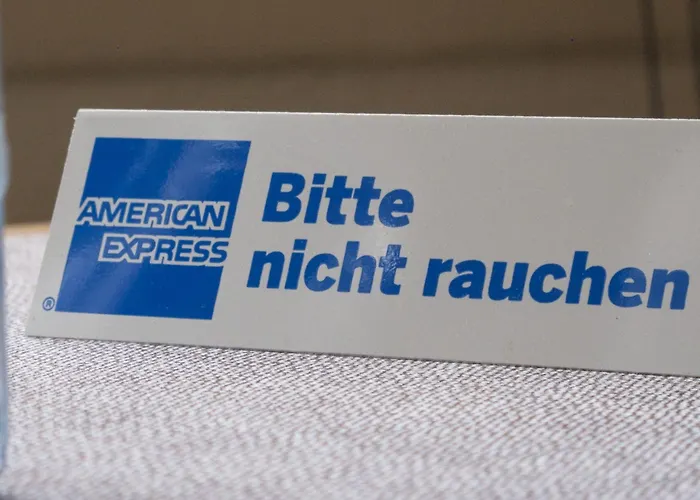 AMERICAN
EXPRESS
®
Bitte
nicht rauchen